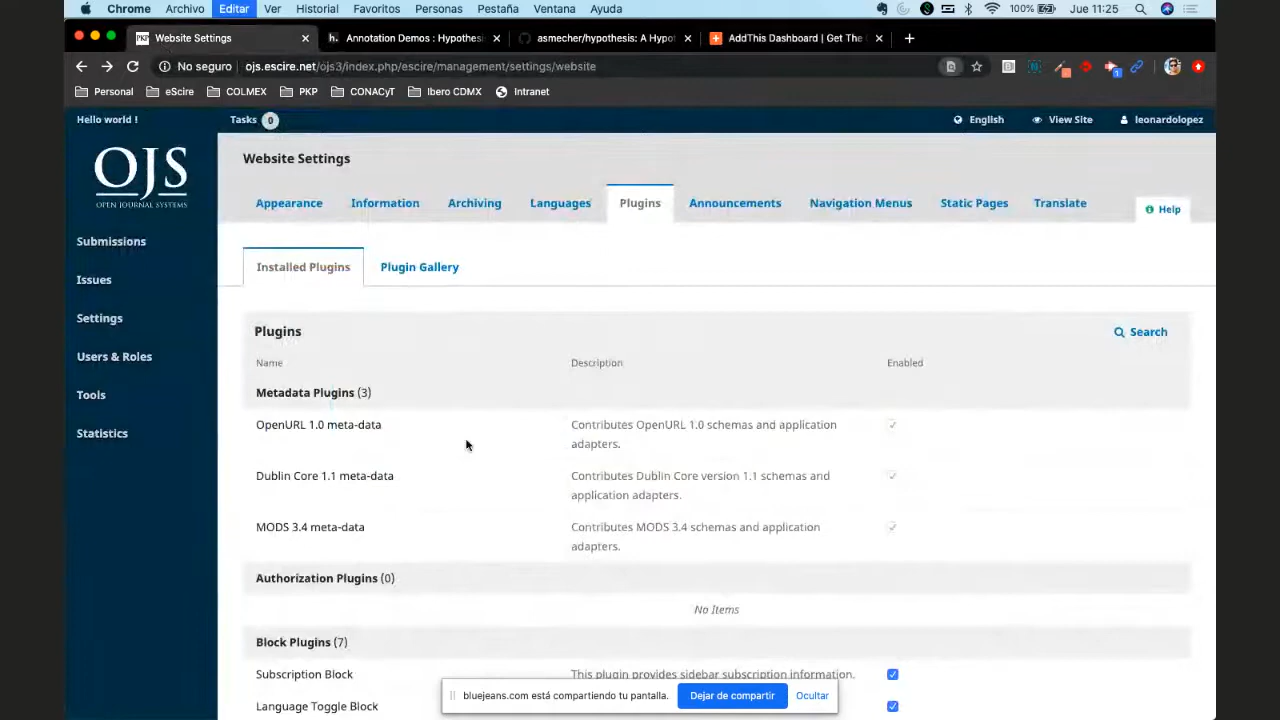 Chrome Archivo Editar Ver Historial Favoritos Personas Pestaña Ventana Ayuda 100% Jue 11:25
Website Settings Annotation Demos : Hypothesi asmecher/hypothesis: A Hypo AddThis Dashboard | Get The
No seguro ojs.escire.net/ojs3/index.php/escire/management/settings/website
Personal eScire COLMEX PKP CONACyT Ibero CDMX Intranet
Hello world ! Tasks 0 English View Site leonardolopez
OJS
OPEN JOURNAL SYSTEMS
Submissions
Issues
Settings
Users & Roles
Tools
Statistics
Website Settings
Appearance Information Archiving Languages Plugins Announcements Navigation Menus Static Pages Translate
Help
Installed Plugins Plugin Gallery
Plugins Search
Name Description Enabled
Metadata Plugins (3)
OpenURL 1.0 meta-data Contributes OpenURL 1.0 schemas and application
adapters.
Dublin Core 1.1 meta-data Contributes Dublin Core version 1.1 schemas and
application adapters.
MODS 3.4 meta-data Contributes MODS 3.4 schemas and application
adapters.
Authorization Plugins (0)
No Items
Block Plugins (7)
Subscription Block This plugin provides sidebar subscription information.
Language Toggle Block
bluejeans.com está compartiendo tu pantalla. Dejar de compartir Ocultar